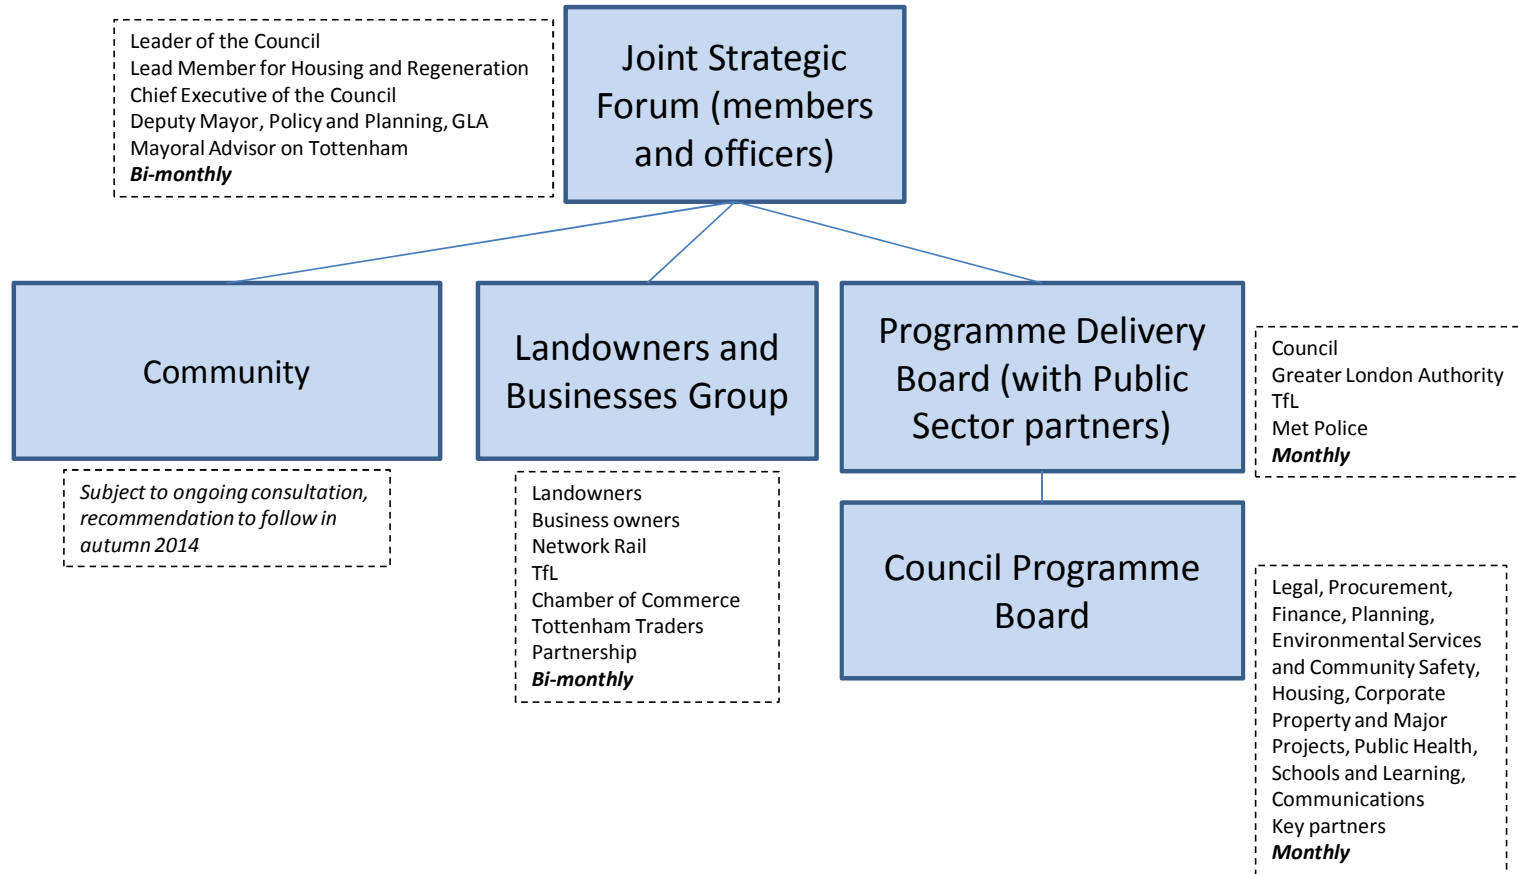 Leader of the Council
Lead Member for Housing and Regeneration
Chief Executive of the Council
Deputy Mayor, Policy and Planning, GLA
Mayoral Advisor on Tottenham
Bi-monthly
Joint Strategic
Forum (members
and officers)
Community
Subject to ongoing consultation,
recommendation to follow in
autumn 2014
Landowners and
Businesses Group
Landowners
Business owners
Network Rail
TfL
Chamber of Commerce
Tottenham Traders
Partnership
Bi-monthly
Programme Delivery
Board (with Public
Sector partners)
Council
Greater London Authority
TfL
Met Police
Monthly
Council Programme
Board
Legal, Procurement,
Finance, Planning,
Environmental Services
and Community Safety,
Housing, Corporate
Property and Major
Projects, Public Health,
Schools and Learning,
Communications
Key partners
Monthly